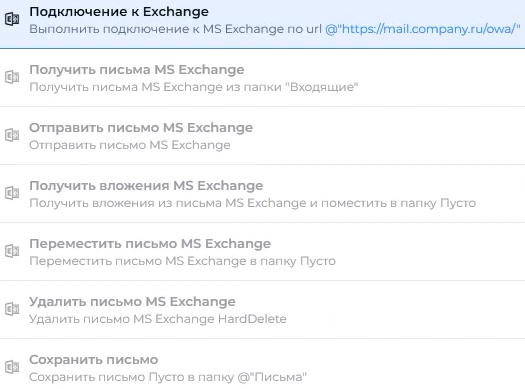 Подключение к Exchange
Выполнить подключение к MS Exchange по url @"https://mail.company.ru/owa/"
Получить письма MS Exchange
Получить письма MS Exchange из папки "Входящие"
Отправить письмо MS Exchange
Отправить письмо MS Exchange
Получить вложения MS Exchange
Получить вложения из письма MS Exchange и поместить в папку Пусто
Переместить письмо MS Exchange
Переместить письмо MS Exchange в папку Пусто
Удалить письмо MS Exchange
Удалить письмо MS Exchange HardDelete
Сохранить письмо
Сохранить письмо Пусто в папку @"Письма"